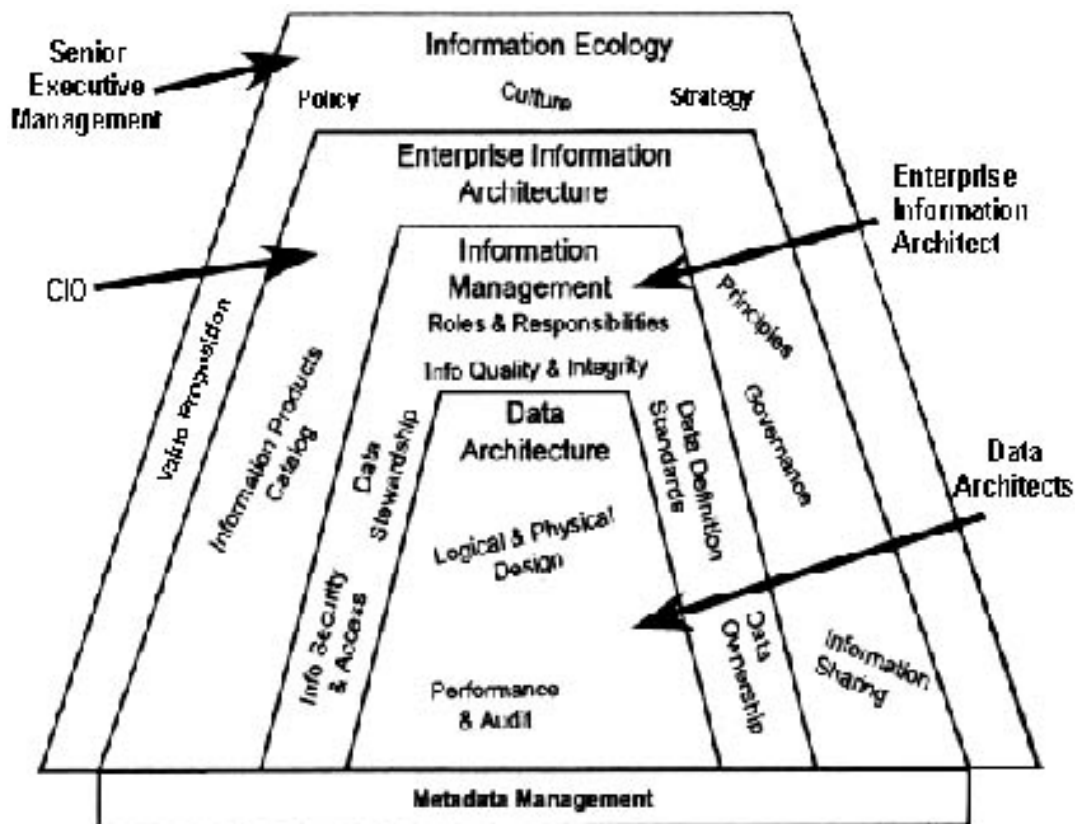 Information Ecology
Senior
Executive
Management
Policy
Culture
Strategy
Enterprise Information
Architecture
Enterprise
Information
Architect
Information
Management
CIO
Roles & Responsibilities
Principles
Info Quality & Integrity
Value Proposition
Information Products
Catalog
Data
Stewardship
Data
Architecture
Data Definition
Standards
Governance
Data
Architects
Logical & Physical
Design
Info Security
& Access
Data
Ownership
Information
Sharing
Performance
& Audit
Metadata Management